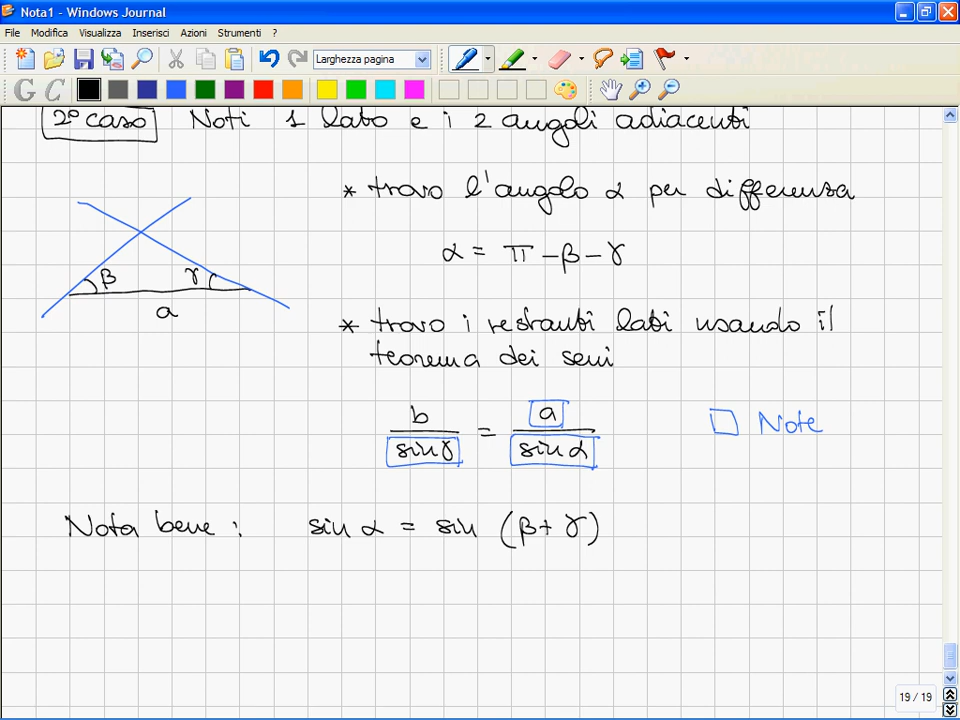 Nota1 - Windows Journal
File Modifica Visualizza Inserisci Azioni Strumenti ?
Larghezza pagina
G C
2° caso Noti 1 lato e i 2 angoli adiacenti
* trovo l'angolo α per differenza
α = π - β - γ
β γ
a
* trovo i restanti lati usando il
teorema dei seni
b/sinγ = a/sinα
□ Note
Nota bene : sin α = sin (β + γ)
19 / 19